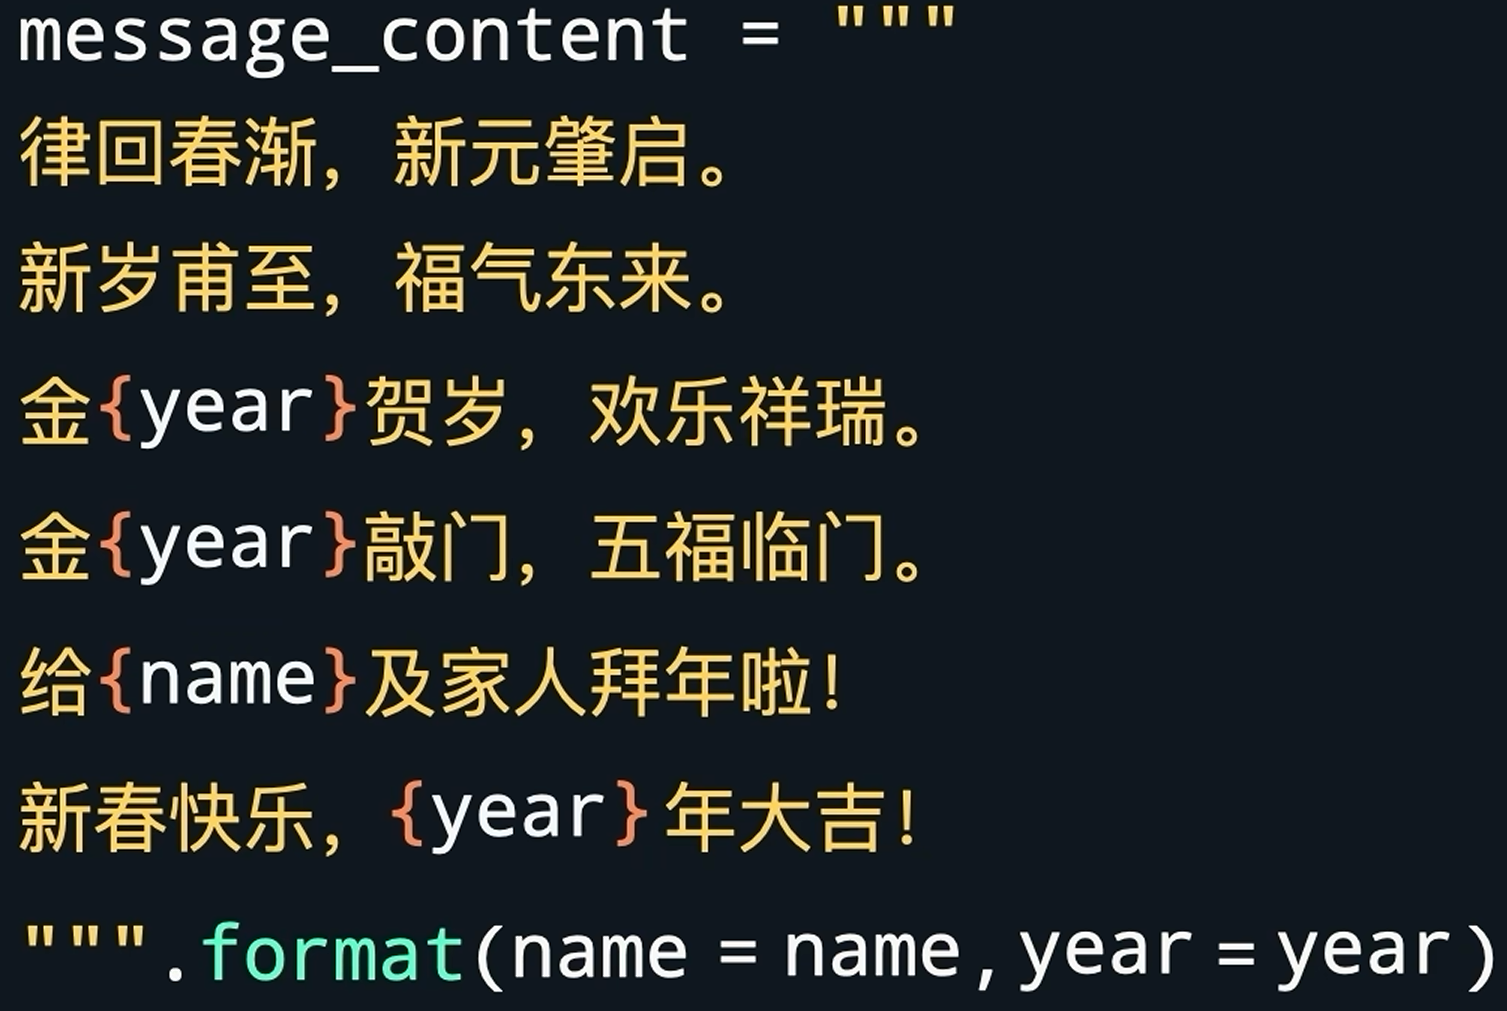 message_content = """
律回春渐，新元肇启。
新岁甫至，福气东来。
金{year}贺岁，欢乐祥瑞。
金{year}敲门，五福临门。
给{name}及家人拜年啦！
新春快乐，{year}年大吉！
""".format(name = name,year = year)